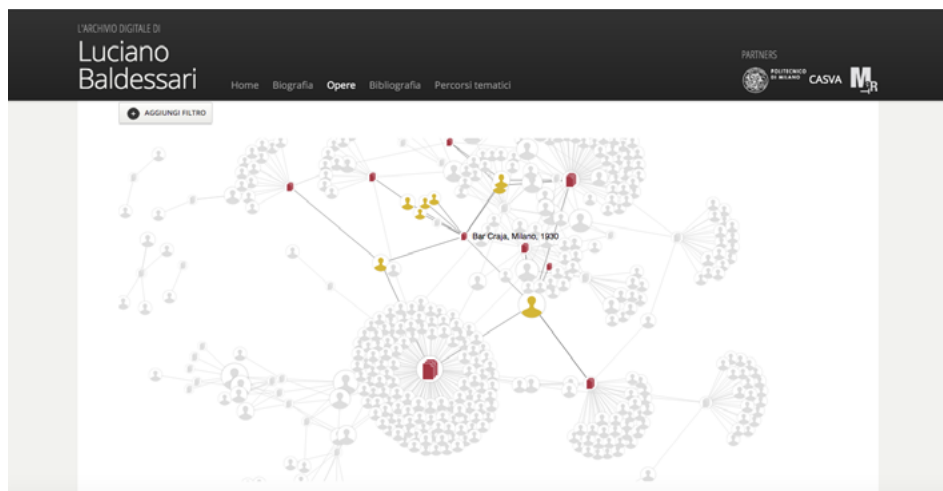 L'ARCHIVIO DIGITALE DI
Luciano
Baldessari
Home Biografia Opere Bibliografia Percorsi tematici
PARTNERS
POLITECNICO
DI MILANO
CASVA
M
R
AGGIUNGI FILTRO
Bar Craja, Milano, 1930